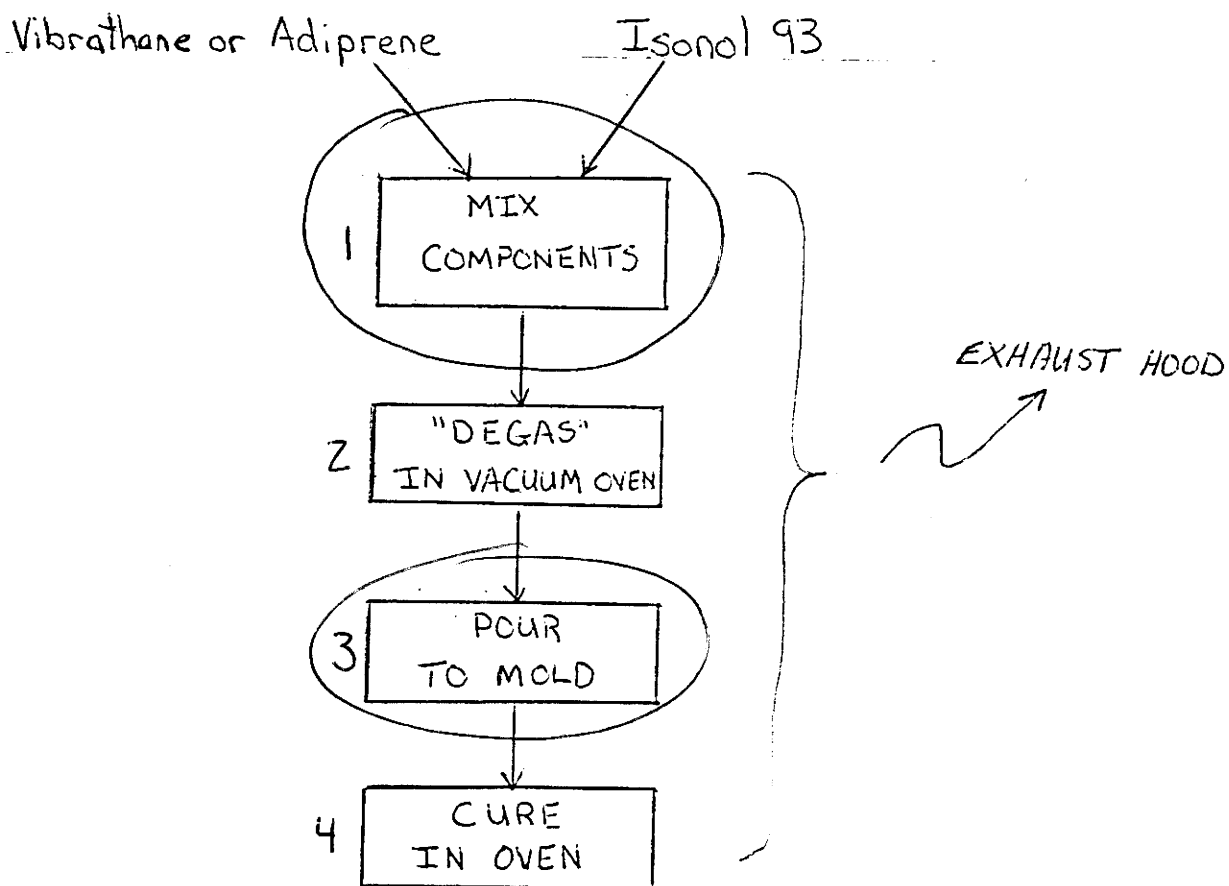 Vibrathane or Adiprene
Isonol 93
1
MIX
COMPONENTS
2
"DEGAS"
IN VACUUM OVEN
EXHAUST HOOD
3
POUR
TO MOLD
4
CURE
IN OVEN